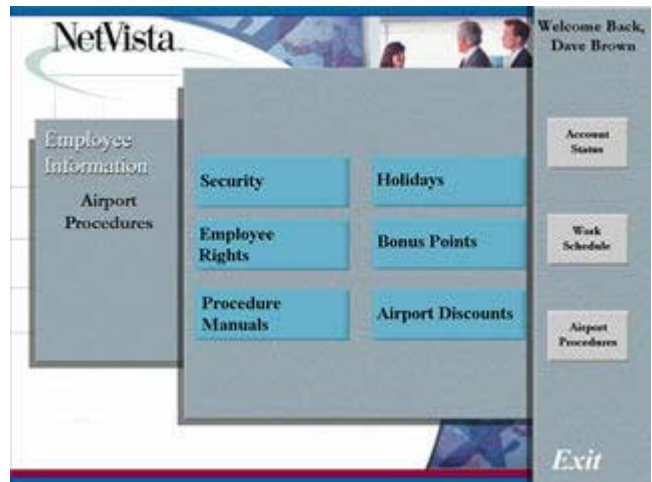 NetVista
Welcome Back,
Dave Brown
Employee
Information
Airport
Procedures
Security
Holidays
Employee
Rights
Bonus Points
Procedure
Manuals
Airport Discounts
Account
Status
Work
Schedule
Airport
Procedures
Exit